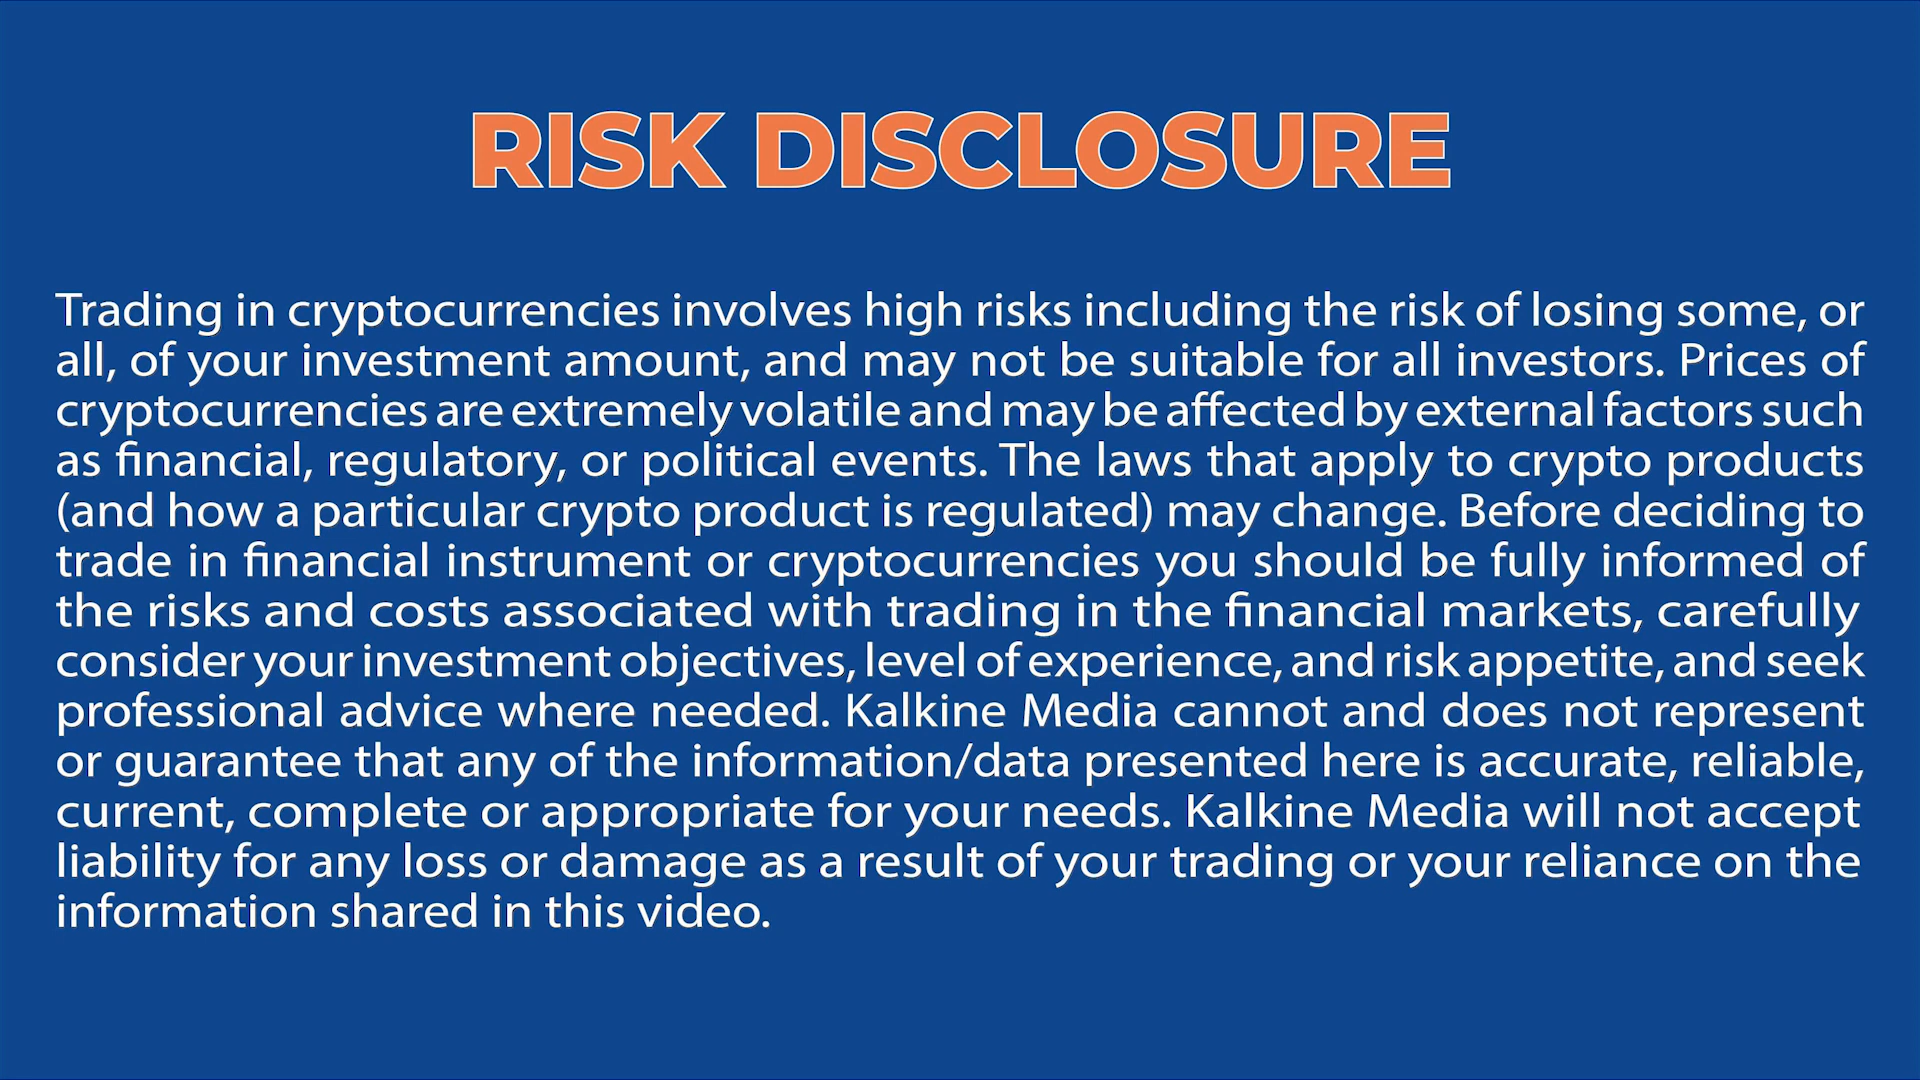 RISK DISCLOSURE
Trading in cryptocurrencies involves high risks including the risk of losing some, or
all, of your investment amount, and may not be suitable for all investors. Prices of
cryptocurrencies are extremely volatile and may be affected by external factors such
as financial, regulatory, or political events. The laws that apply to crypto products
(and how a particular crypto product is regulated) may change. Before deciding to
trade in financial instrument or cryptocurrencies you should be fully informed of
the risks and costs associated with trading in the financial markets, carefully
consider your investment objectives, level of experience, and risk appetite, and seek
professional advice where needed. Kalkine Media cannot and does not represent
or guarantee that any of the information/data presented here is accurate, reliable,
current, complete or appropriate for your needs. Kalkine Media will not accept
liability for any loss or damage as a result of your trading or your reliance on the
information shared in this video.